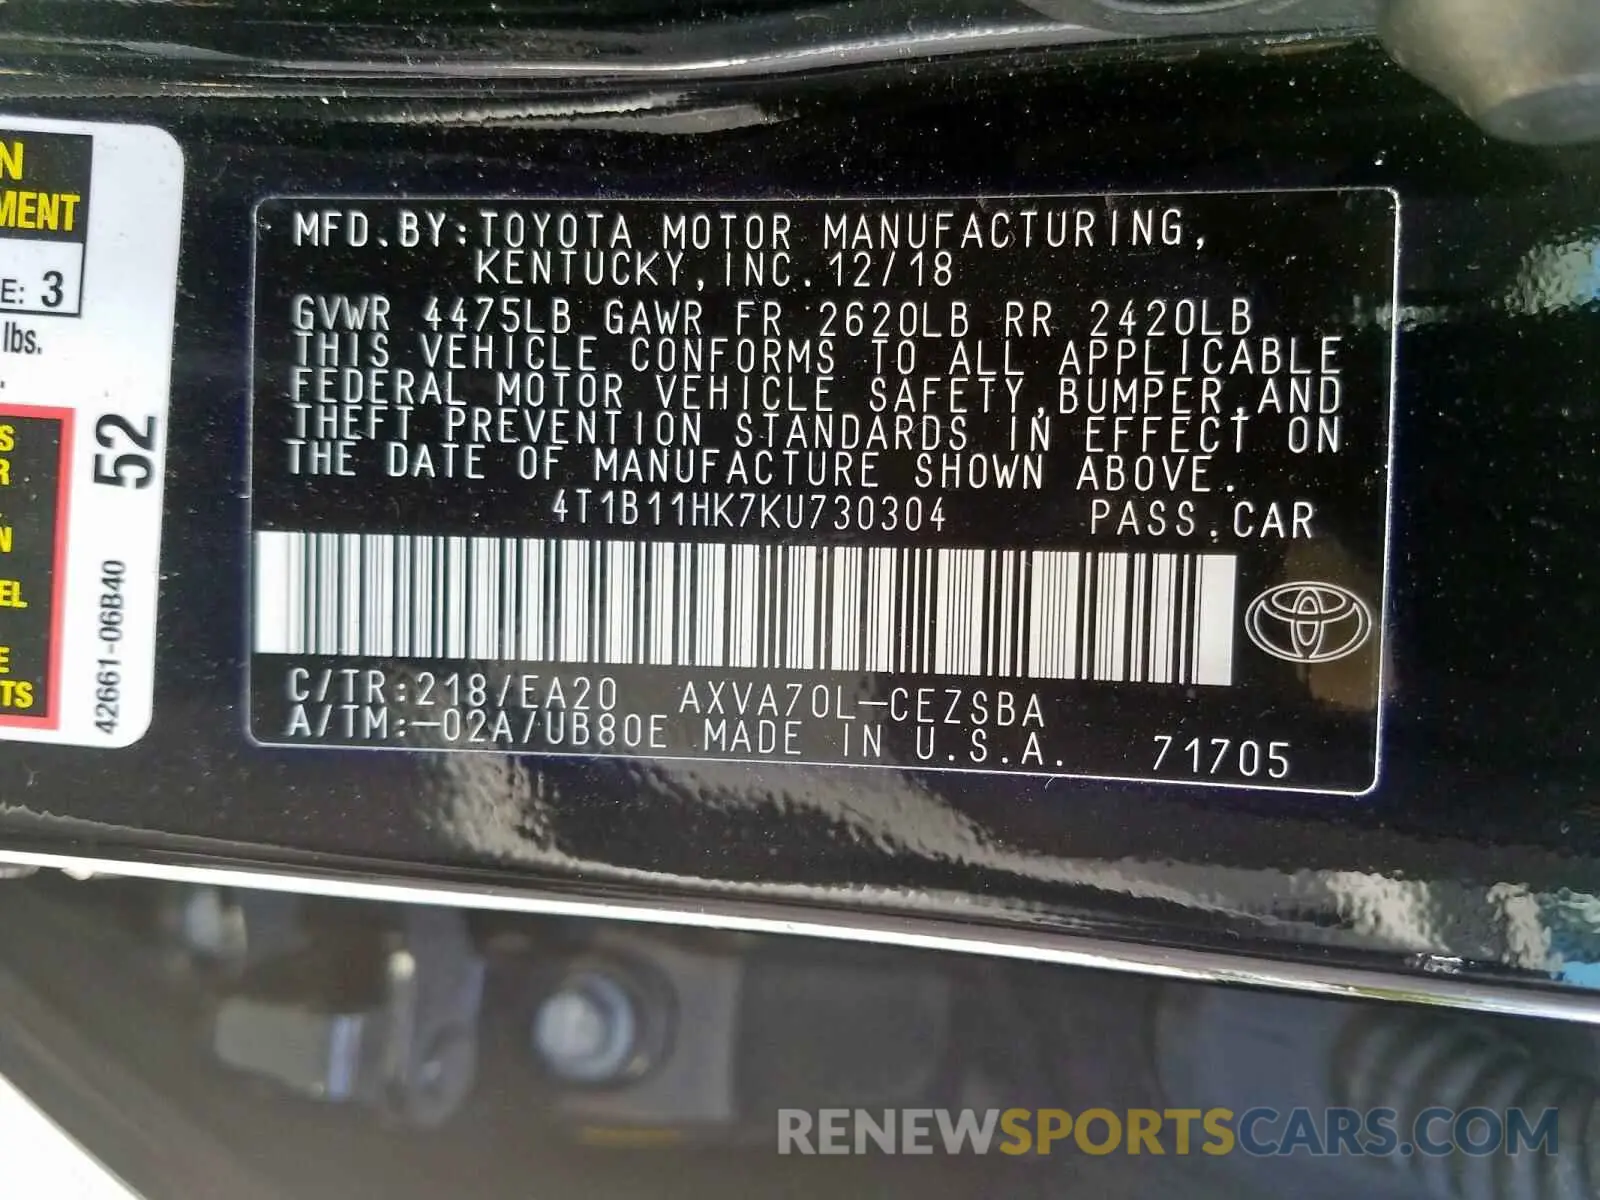 N
MENT
E: 3
lbs.
52
42661-06B40
S
R
N
EL
E
TS
MFD.BY:TOYOTA MOTOR MANUFACTURING,
KENTUCKY,INC.12/18
GVWR 4475LB GAWR FR 2620LB RR 2420LB
THIS VEHICLE CONFORMS TO ALL APPLICABLE
FEDERAL MOTOR VEHICLE SAFETY,BUMPER,AND
THEFT PREVENTION STANDARDS IN EFFECT ON
THE DATE OF MANUFACTURE SHOWN ABOVE.
4T1B11HK7KU730304 PASS.CAR
C/TR:218/EA20 AXVA70L-CEZSBA
A/TM:-02A/UB80E MADE IN U.S.A. 71705
RENEWSPORTSCARS.COM